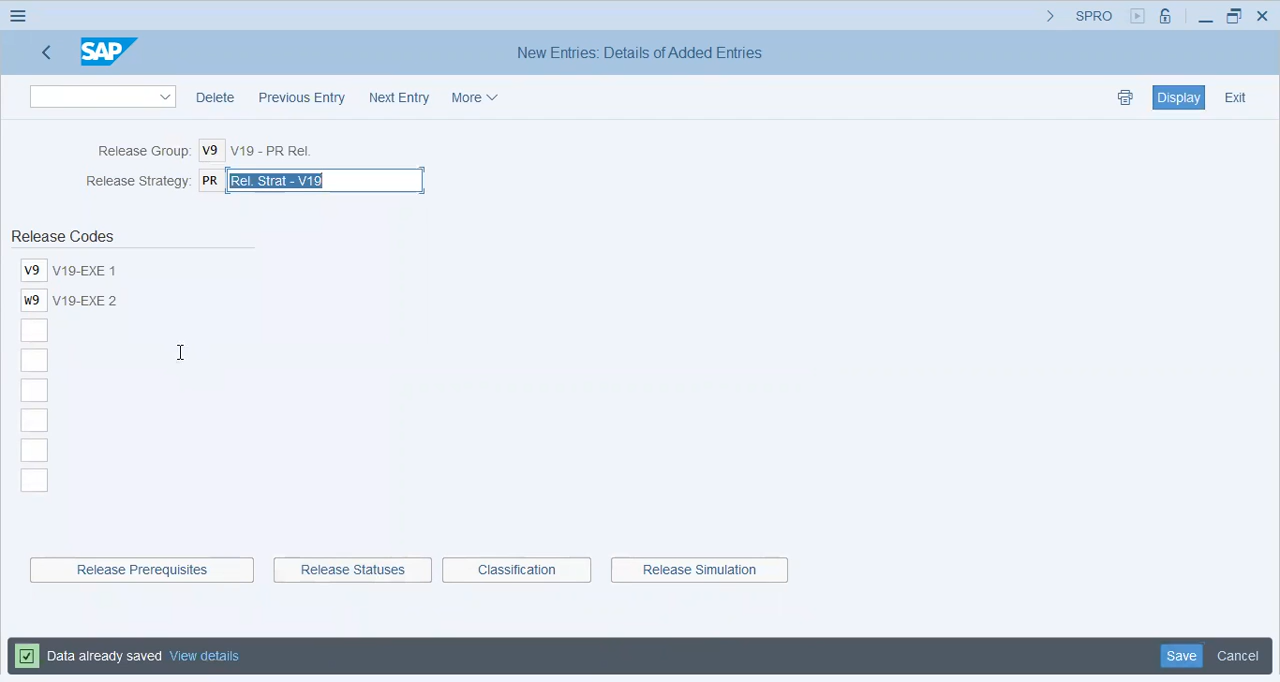 SPRO
SAP New Entries: Details of Added Entries
Delete Previous Entry Next Entry More Display Exit
Release Group: V9 V19 - PR Rel.
Release Strategy: PR Rel. Strat - V19
Release Codes
V9 V19-EXE 1
W9 V19-EXE 2
Release Prerequisites Release Statuses Classification Release Simulation
Data already saved View details Save Cancel